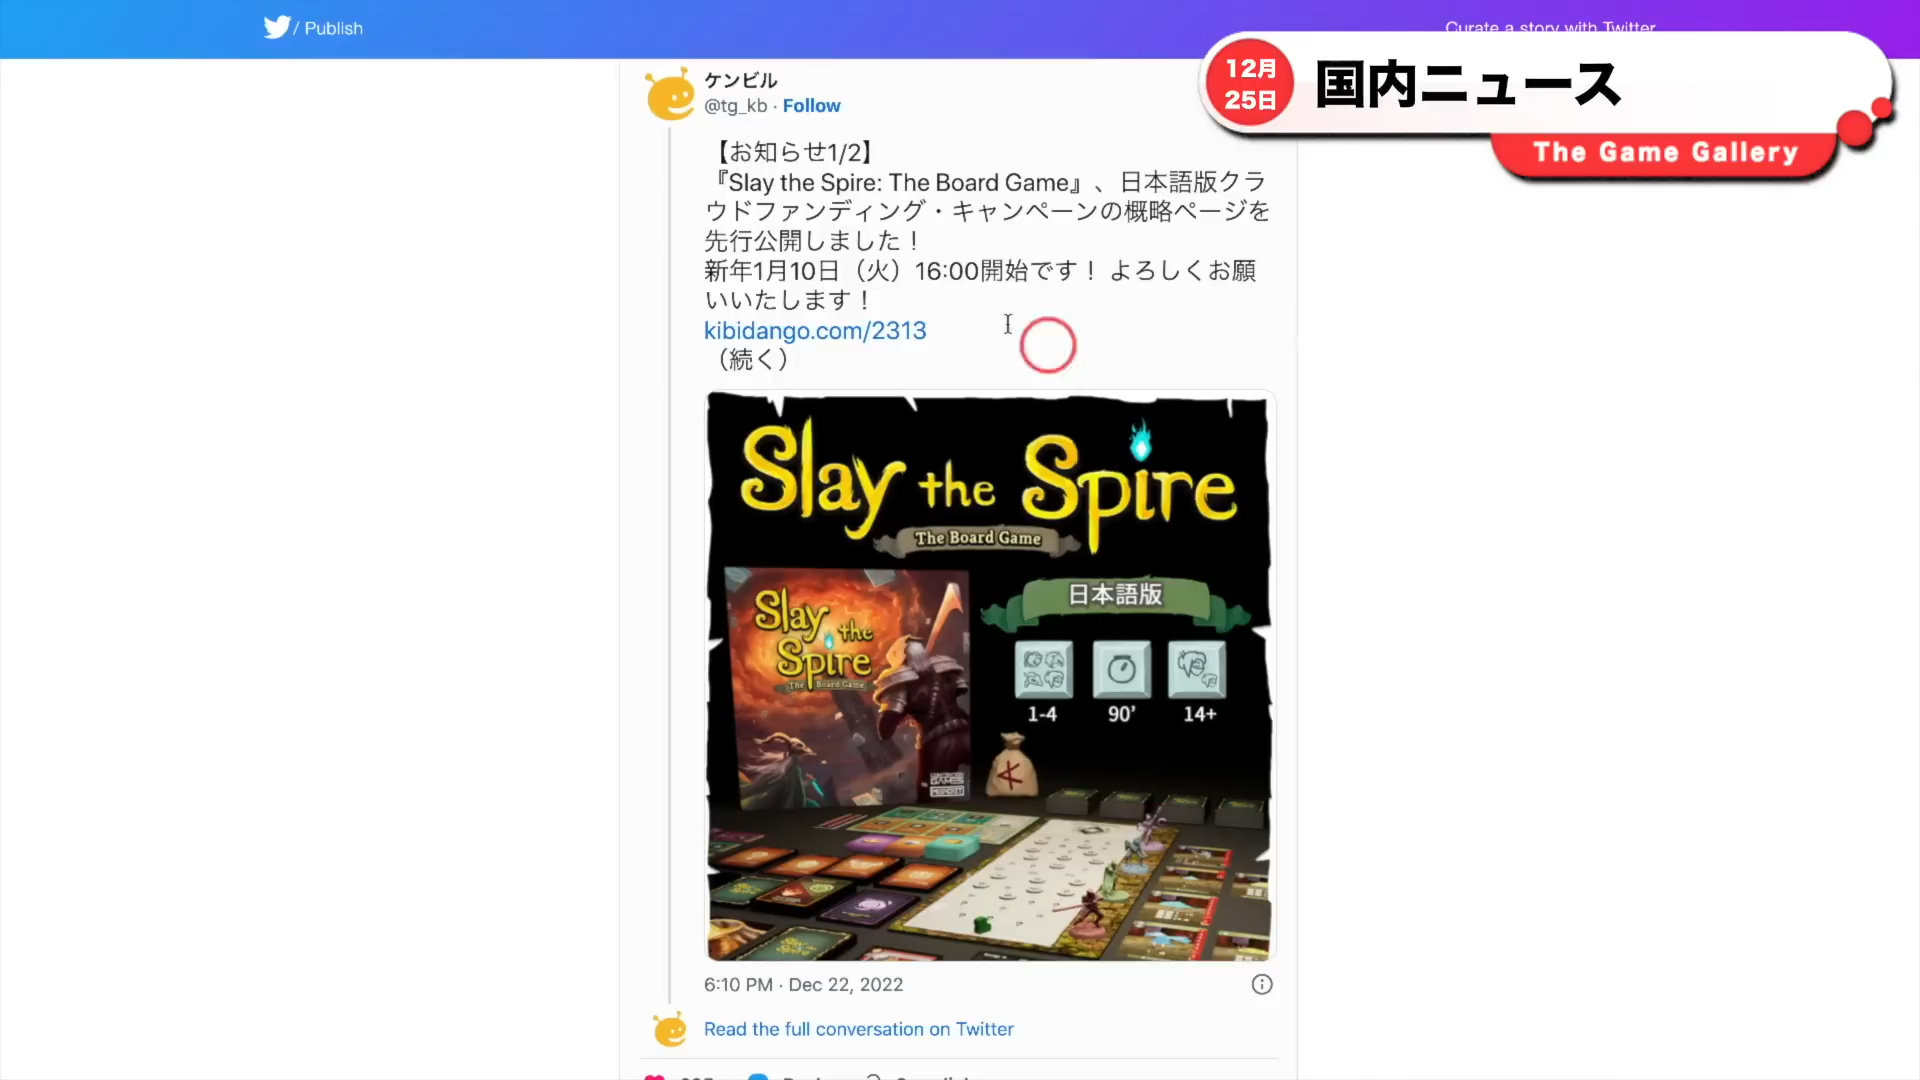 / Publish
Curate a story with Twitter
12月
25日
国内ニュース
The Game Gallery
ケンビル
@tg_kb · Follow
【お知らせ1/2】
『Slay the Spire: The Board Game』、日本語版クラ
ウドファンディング・キャンペーンの概略ページを
先行公開しました！
新年1月10日（火）16:00開始です！ よろしくお願
いいたします！
kibidango.com/2313
（続く）
Slay the Spire
The Board Game
日本語版
Slay the
Spire
The Board Game
1-4 90' 14+
6:10 PM · Dec 22, 2022
Read the full conversation on Twitter